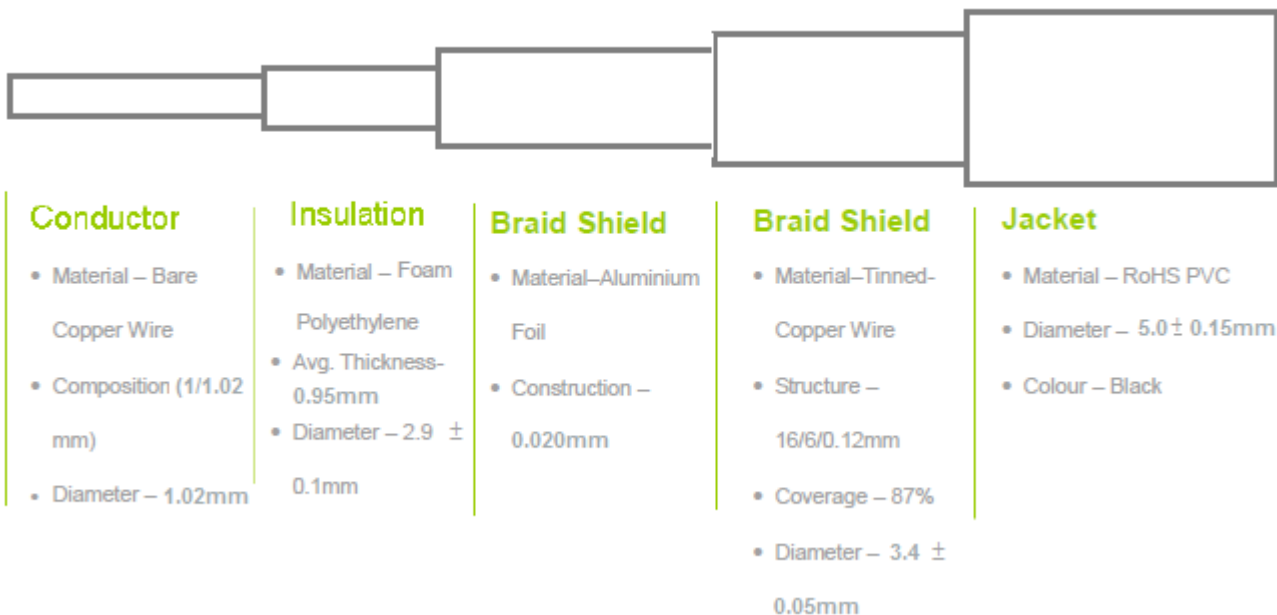 Conductor
• Material – Bare
Copper Wire
• Composition (1/1.02
mm)
• Diameter – 1.02mm
Insulation
• Material – Foam
Polyethylene
• Avg. Thickness-
0.95mm
• Diameter – 2.9 ±
0.1mm
Braid Shield
• Material–Aluminium
Foil
• Construction –
0.020mm
Braid Shield
• Material–Tinned-
Copper Wire
• Structure –
16/6/0.12mm
• Coverage – 87%
• Diameter – 3.4 ±
0.05mm
Jacket
• Material – RoHS PVC
• Diameter – 5.0 ± 0.15mm
• Colour – Black